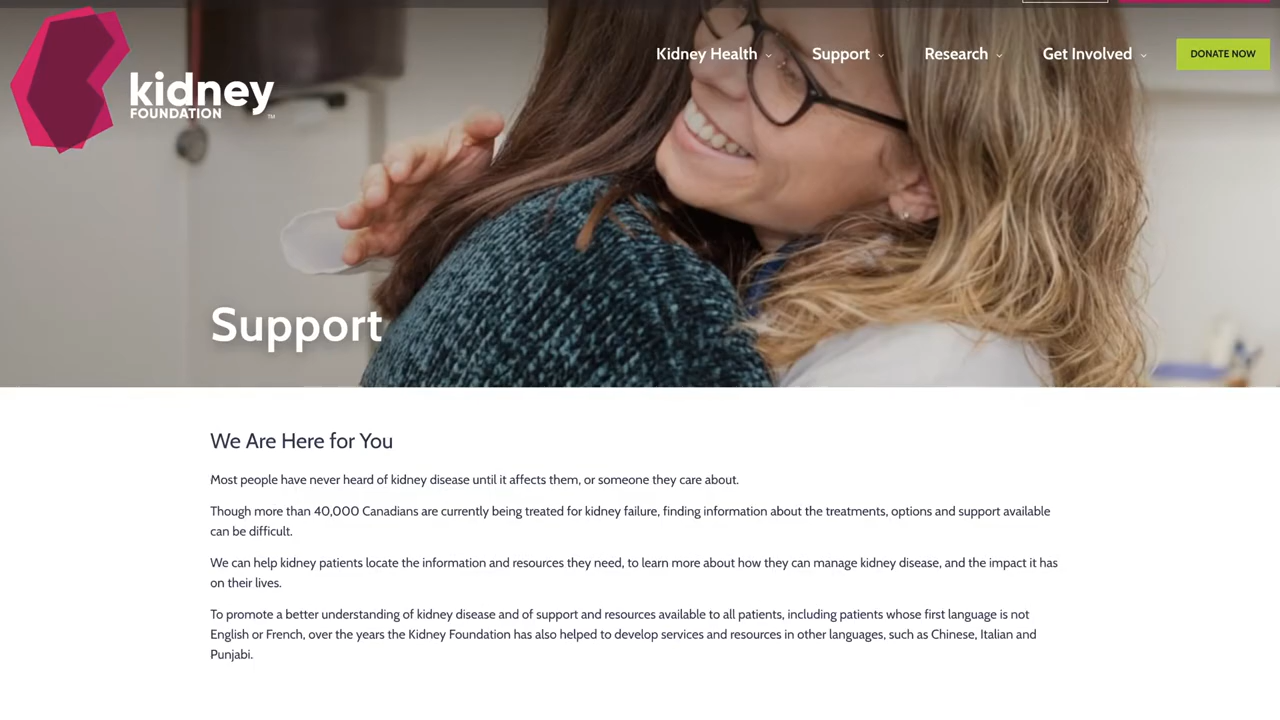 Kidney Health
Support
Research
Get Involved
DONATE NOW
kidney
FOUNDATION
TM
Support
We Are Here for You
Most people have never heard of kidney disease until it affects them, or someone they care about.
Though more than 40,000 Canadians are currently being treated for kidney failure, finding information about the treatments, options and support available
can be difficult.
We can help kidney patients locate the information and resources they need, to learn more about how they can manage kidney disease, and the impact it has
on their lives.
To promote a better understanding of kidney disease and of support and resources available to all patients, including patients whose first language is not
English or French, over the years the Kidney Foundation has also helped to develop services and resources in other languages, such as Chinese, Italian and
Punjabi.